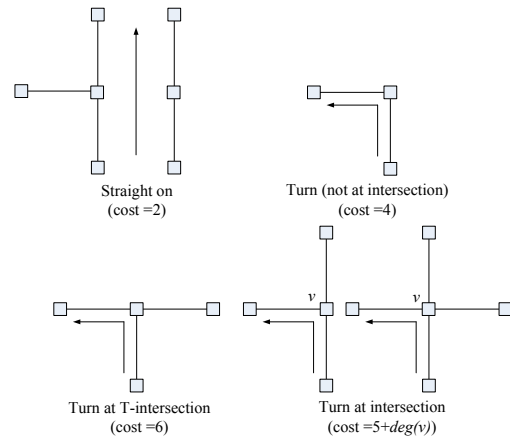 Straight on
(cost =2)
Turn (not at intersection)
(cost =4)
v
v
Turn at T-intersection
(cost =6)
Turn at intersection
(cost =5+deg(v))